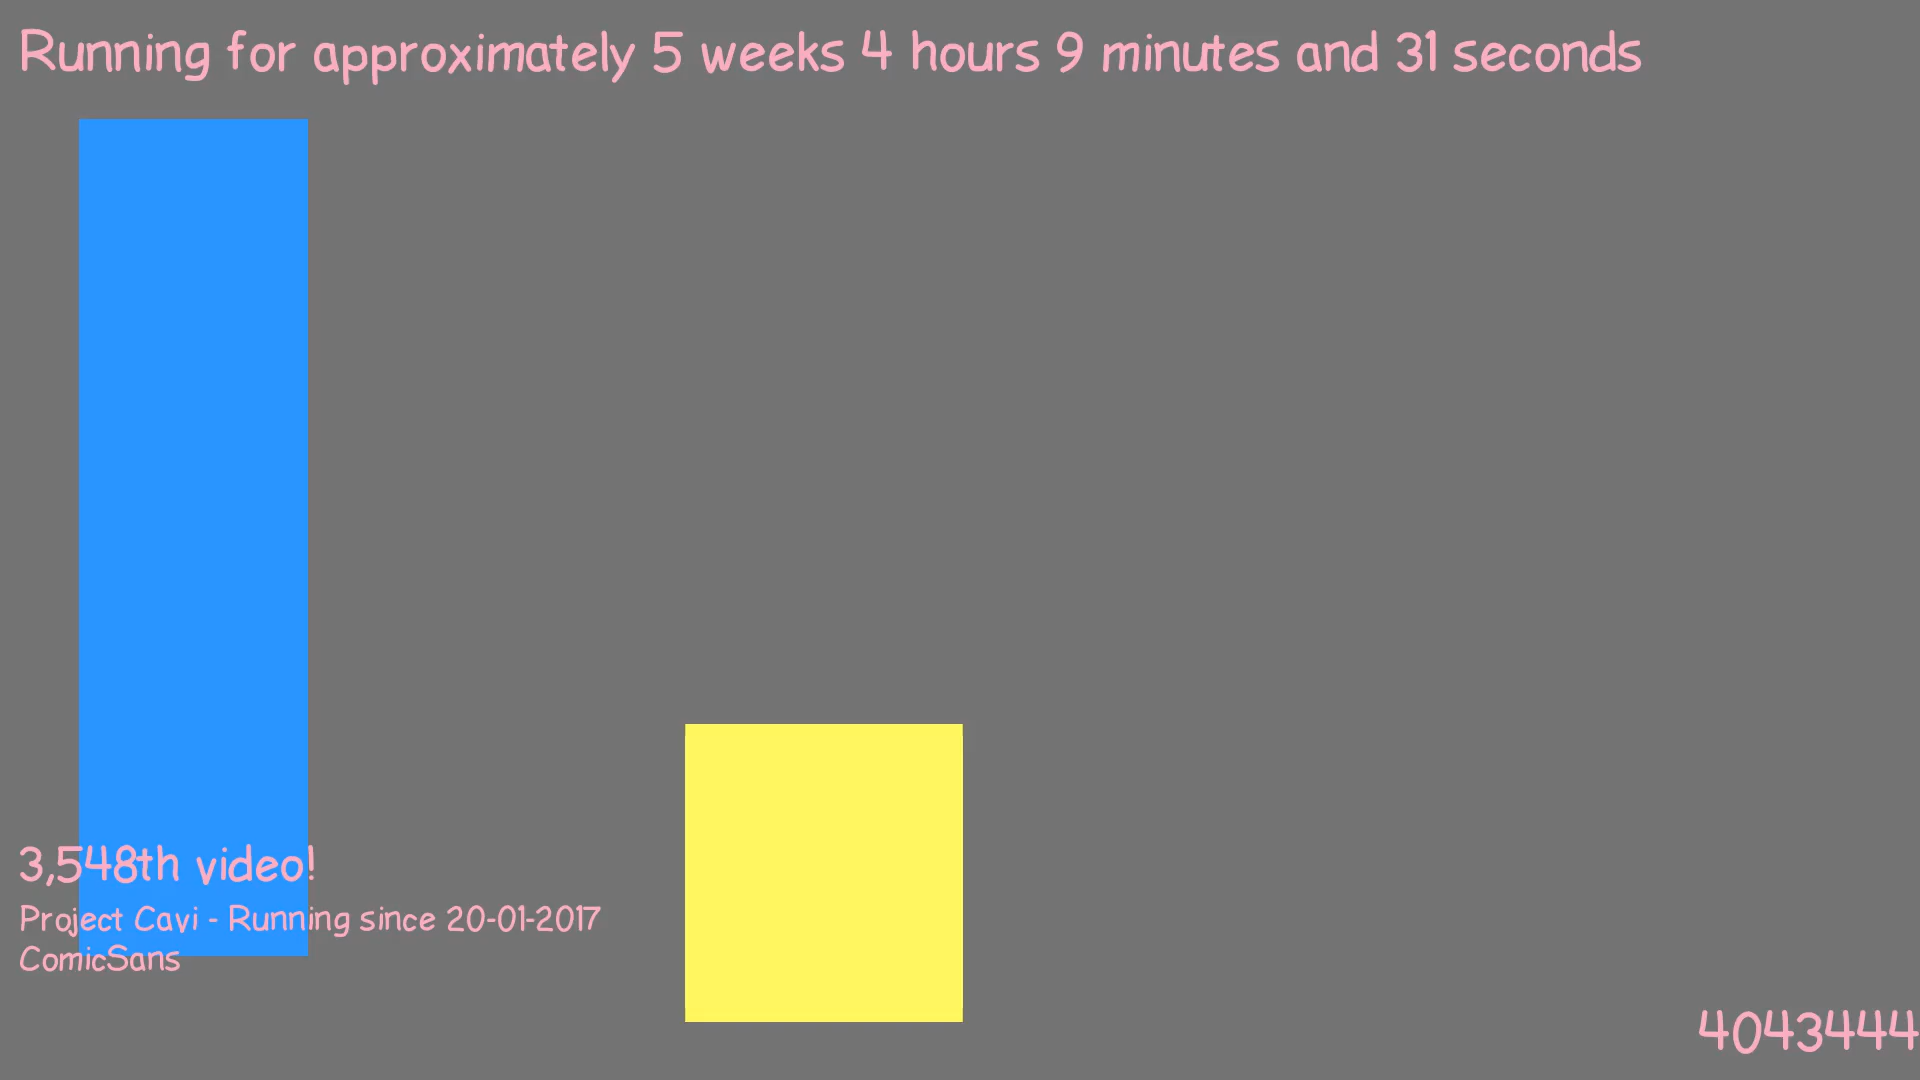 Running for approximately 5 weeks 4 hours 9 minutes and 31 seconds
3,548th video!
Project Cavi - Running since 20-01-2017
ComicSans
4043444